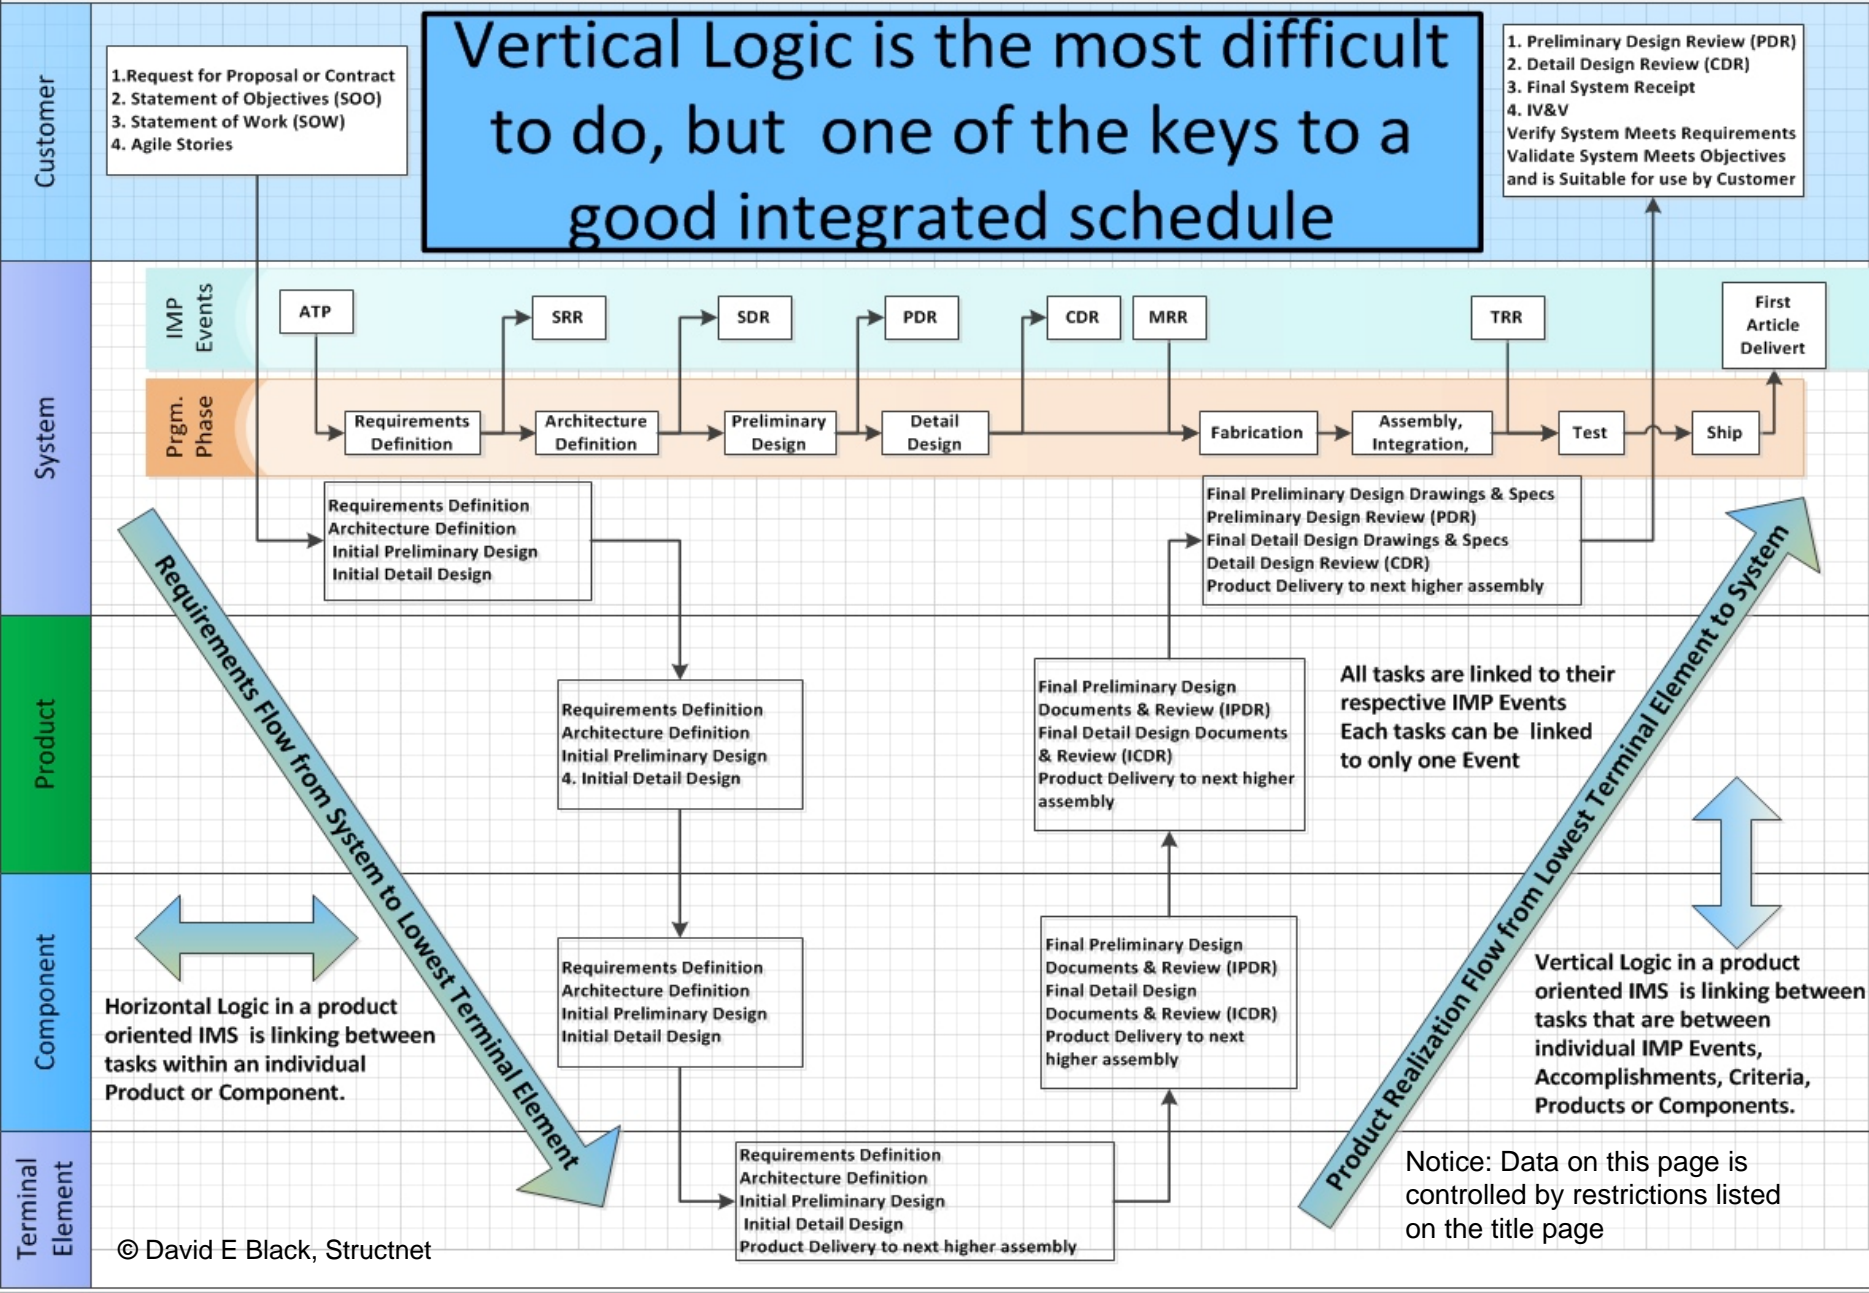 Customer
1.Request for Proposal or Contract
2. Statement of Objectives (SOO)
3. Statement of Work (SOW)
4. Agile Stories
Vertical Logic is the most difficult
to do, but one of the keys to a
good integrated schedule
1. Preliminary Design Review (PDR)
2. Detail Design Review (CDR)
3. Final System Receipt
4. IV&V
Verify System Meets Requirements
Validate System Meets Objectives
and is Suitable for use by Customer
System
IMP
Events
ATP
SRR
SDR
PDR
CDR
MRR
TRR
First
Article
Delivert
Prgm.
Phase
Requirements
Definition
Architecture
Definition
Preliminary
Design
Detail
Design
Fabrication
Assembly,
Integration,
Test
Ship
Requirements Definition
Architecture Definition
Initial Preliminary Design
Initial Detail Design
Final Preliminary Design Drawings & Specs
Preliminary Design Review (PDR)
Final Detail Design Drawings & Specs
Detail Design Review (CDR)
Product Delivery to next higher assembly
Requirements Flow from System to Lowest Terminal Element
Product Realization Flow from Lowest Terminal Element to System
Product
Requirements Definition
Architecture Definition
Initial Preliminary Design
4. Initial Detail Design
Final Preliminary Design
Documents & Review (IPDR)
Final Detail Design Documents
& Review (ICDR)
Product Delivery to next higher
assembly
All tasks are linked to their
respective IMP Events
Each tasks can be linked
to only one Event
Component
Horizontal Logic in a product
oriented IMS is linking between
tasks within an individual
Product or Component.
Requirements Definition
Architecture Definition
Initial Preliminary Design
Initial Detail Design
Final Preliminary Design
Documents & Review (IPDR)
Final Detail Design
Documents & Review (ICDR)
Product Delivery to next
higher assembly
Vertical Logic in a product
oriented IMS is linking between
tasks that are between
individual IMP Events,
Accomplishments, Criteria,
Products or Components.
Terminal
Element
Requirements Definition
Architecture Definition
Initial Preliminary Design
Initial Detail Design
Product Delivery to next higher assembly
Notice: Data on this page is
controlled by restrictions listed
on the title page
© David E Black, Structnet